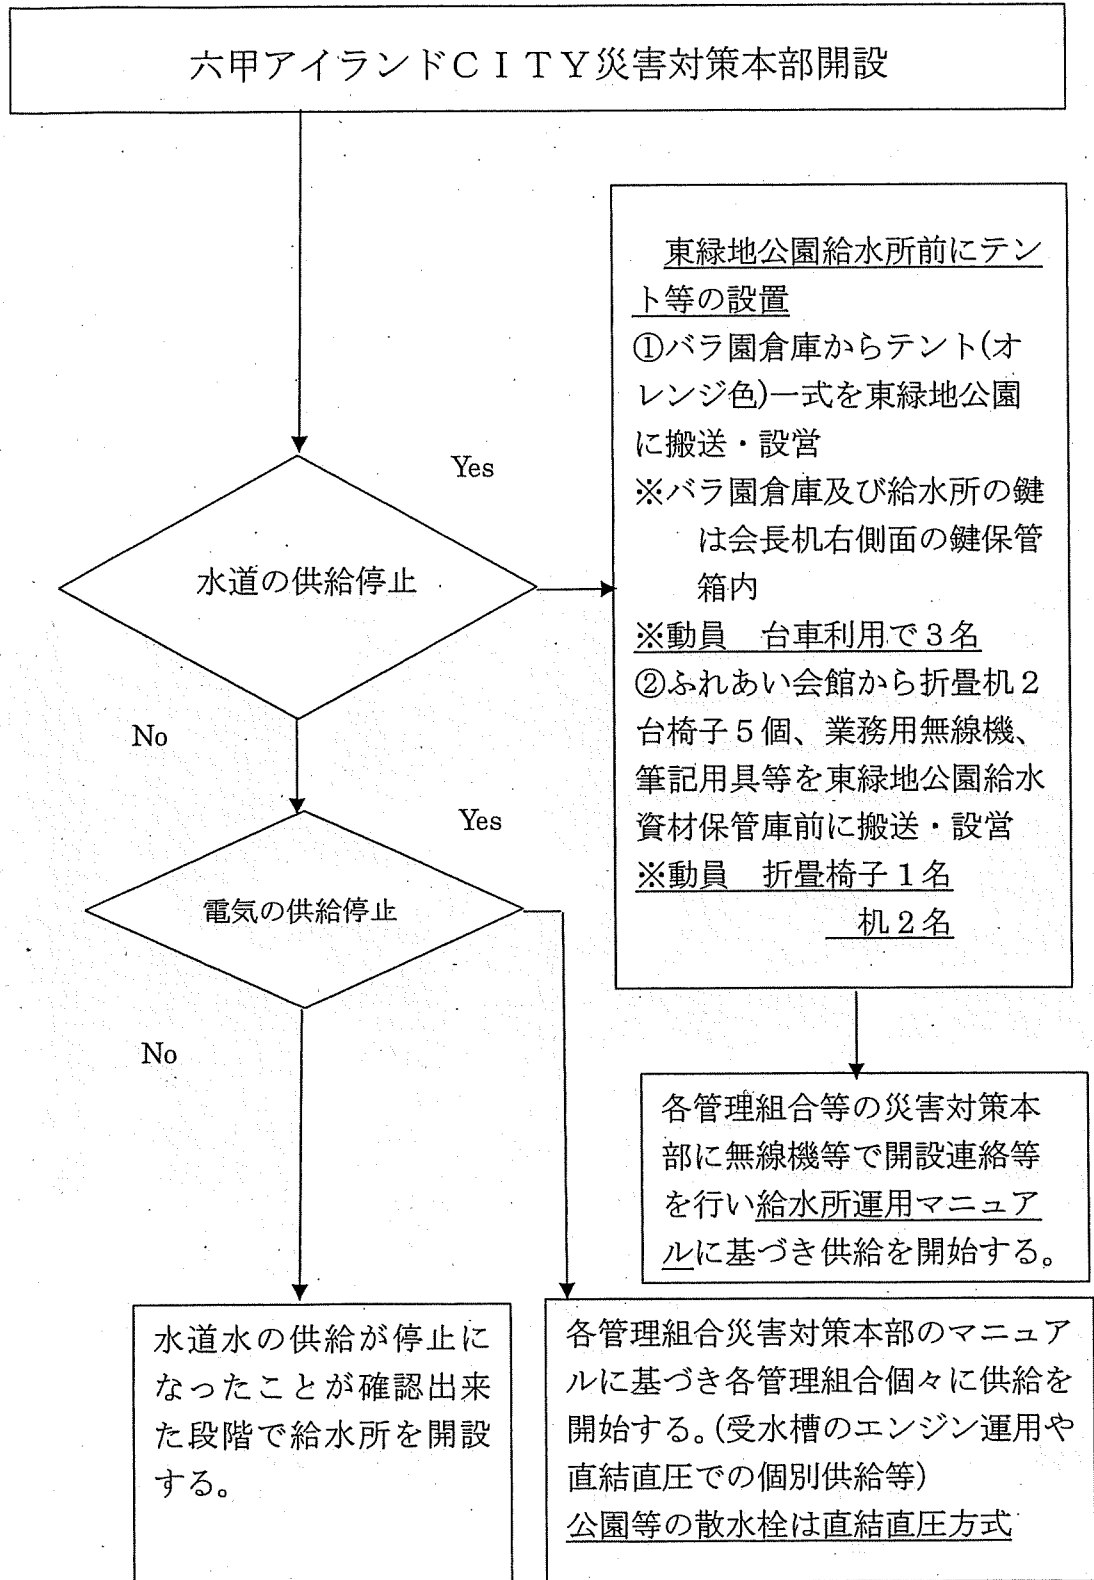 六甲アイランドＣＩＴＹ災害対策本部開設
東緑地公園給水所前にテン
ト等の設置
①バラ園倉庫からテント(オ
レンジ色)一式を東緑地公園
に搬送・設営
※バラ園倉庫及び給水所の鍵
は会長机右側面の鍵保管
箱内
※動員　台車利用で３名
②ふれあい会館から折畳机２
台椅子５個、業務用無線機、
筆記用具等を東緑地公園給水
資材保管庫前に搬送・設営
※動員　折畳椅子１名
机２名
Yes
水道の供給停止
No
Yes
電気の供給停止
No
各管理組合等の災害対策本
部に無線機等で開設連絡等
を行い給水所運用マニュア
ルに基づき供給を開始する。
水道水の供給が停止に
なったことが確認出来
た段階で給水所を開設
する。
各管理組合災害対策本部のマニュア
ルに基づき各管理組合個々に供給を
開始する。(受水槽のエンジン運用や
直結直圧での個別供給等)
公園等の散水栓は直結直圧方式